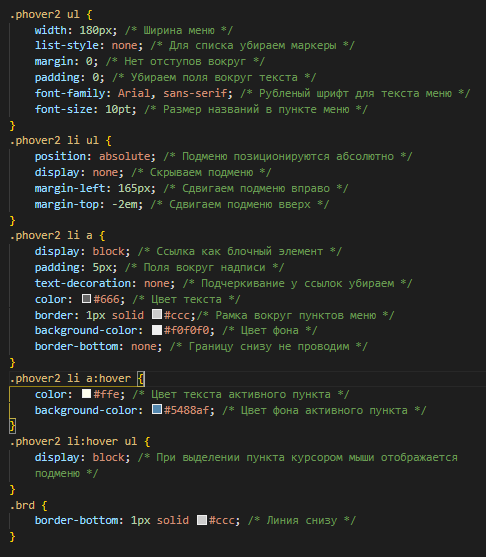 .phover2 ul {
width: 180px; /* Ширина меню */
list-style: none; /* Для списка убираем маркеры */
margin: 0; /* Нет отступов вокруг */
padding: 0; /* Убираем поля вокруг текста */
font-family: Arial, sans-serif; /* Рубленый шрифт для текста меню */
font-size: 10pt; /* Размер названий в пункте меню */
}
.phover2 li ul {
position: absolute; /* Подменю позиционируются абсолютно */
display: none; /* Скрываем подменю */
margin-left: 165px; /* Сдвигаем подменю вправо */
margin-top: -2em; /* Сдвигаем подменю вверх */
}
.phover2 li a {
display: block; /* Ссылка как блочный элемент */
padding: 5px; /* Поля вокруг надписи */
text-decoration: none; /* Подчеркивание у ссылок убираем */
color: #666; /* Цвет текста */
border: 1px solid #ccc;/* Рамка вокруг пунктов меню */
background-color: #f0f0f0; /* Цвет фона */
border-bottom: none; /* Границу снизу не проводим */
}
.phover2 li a:hover {
color: #ffe; /* Цвет текста активного пункта */
background-color: #5488af; /* Цвет фона активного пункта */
}
.phover2 li:hover ul {
display: block; /* При выделении пункта курсором мыши отображается
подменю */
}
.brd {
border-bottom: 1px solid #ccc; /* Линия снизу */
}